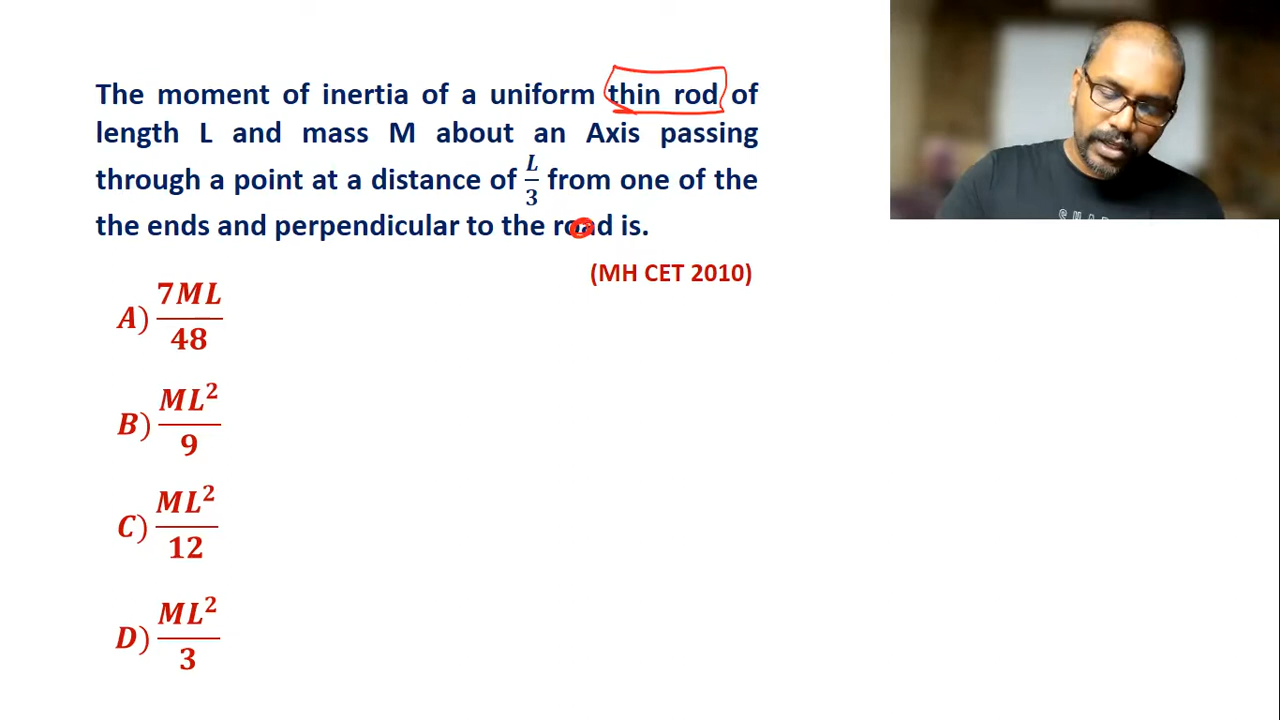 The moment of inertia of a uniform thin rod of
length L and mass M about an Axis passing
through a point at a distance of L/3 from one of the
the ends and perpendicular to the road is.
(MH CET 2010)
A) 7ML/48
B) ML²/9
C) ML²/12
D) ML²/3